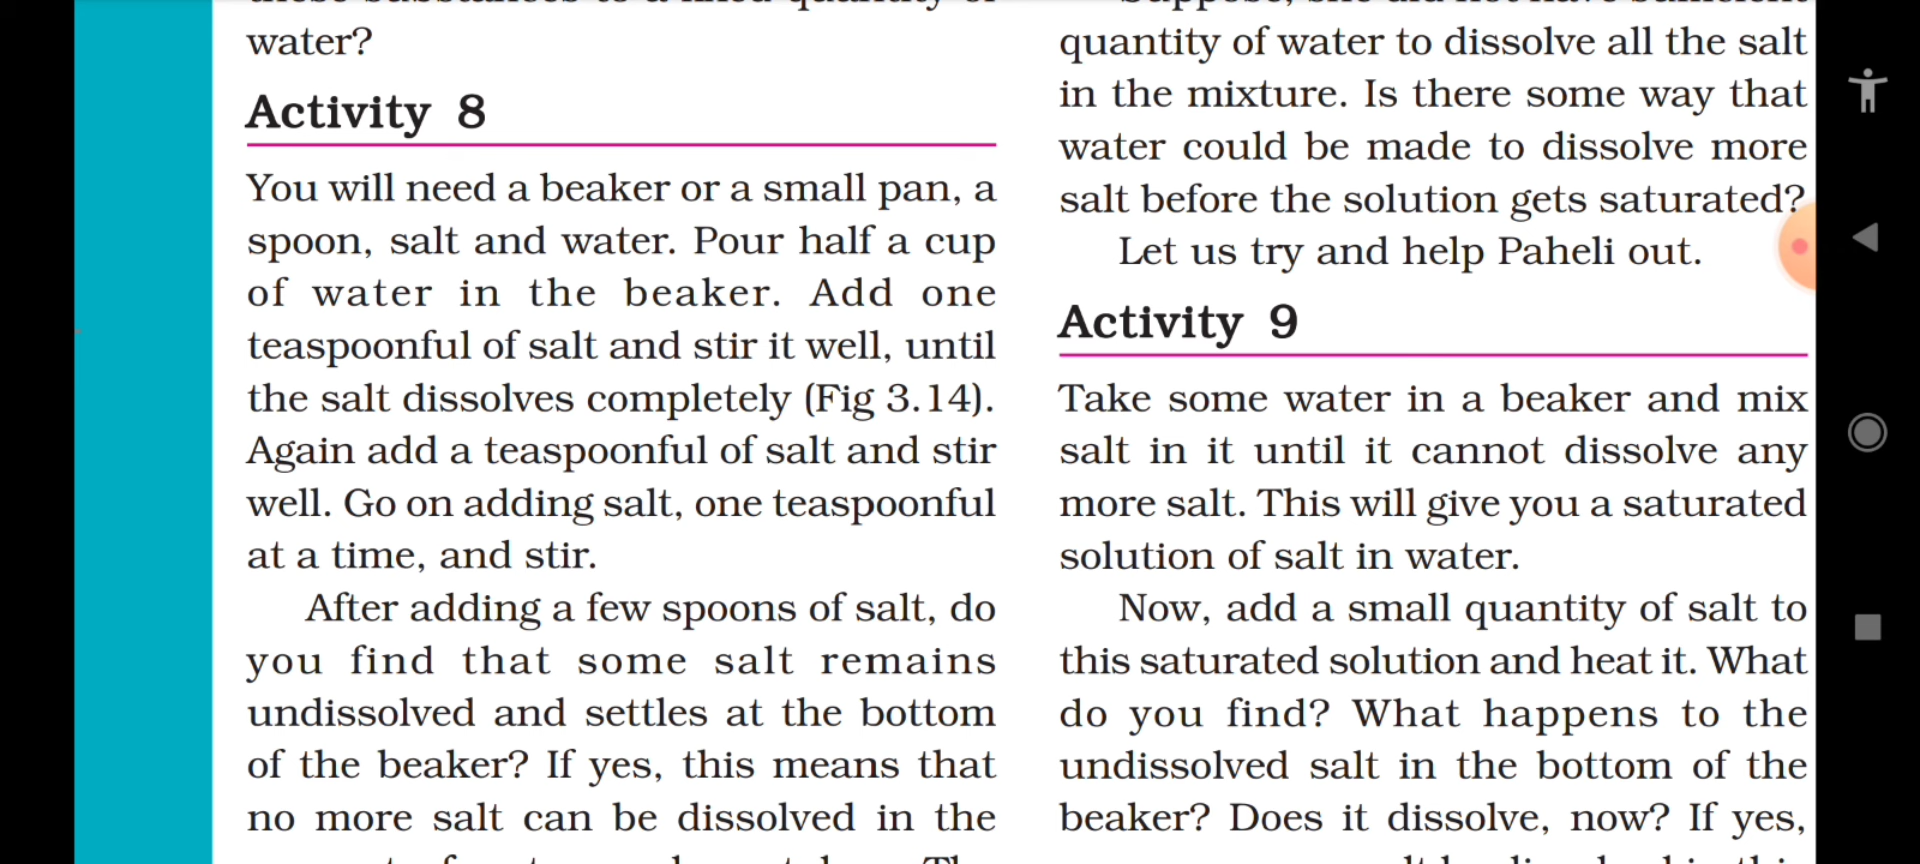 water?
Activity 8
You will need a beaker or a small pan, a
spoon, salt and water. Pour half a cup
of water in the beaker. Add one
teaspoonful of salt and stir it well, until
the salt dissolves completely (Fig 3.14).
Again add a teaspoonful of salt and stir
well. Go on adding salt, one teaspoonful
at a time, and stir.
After adding a few spoons of salt, do
you find that some salt remains
undissolved and settles at the bottom
of the beaker? If yes, this means that
no more salt can be dissolved in the
quantity of water to dissolve all the salt
in the mixture. Is there some way that
water could be made to dissolve more
salt before the solution gets saturated?
Let us try and help Paheli out.
Activity 9
Take some water in a beaker and mix
salt in it until it cannot dissolve any
more salt. This will give you a saturated
solution of salt in water.
Now, add a small quantity of salt to
this saturated solution and heat it. What
do you find? What happens to the
undissolved salt in the bottom of the
beaker? Does it dissolve, now? If yes,